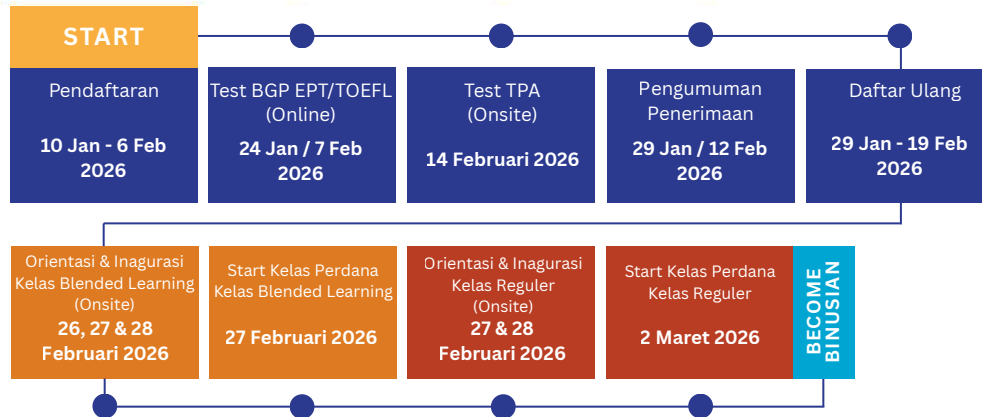 START
Pendaftaran
10 Jan - 6 Feb
2026
Test BGP EPT/TOEFL
(Online)
24 Jan / 7 Feb
2026
Test TPA
(Onsite)
14 Februari 2026
Pengumuman
Penerimaan
29 Jan / 12 Feb
2026
Daftar Ulang
29 Jan - 19 Feb
2026
Orientasi & Inagurasi
Kelas Blended Learning
(Onsite)
26, 27 & 28
Februari 2026
Start Kelas Perdana
Kelas Blended Learning
27 Februari 2026
Orientasi & Inagurasi
Kelas Reguler
(Onsite)
27 & 28
Februari 2026
Start Kelas Perdana
Kelas Reguler
2 Maret 2026
BECOME
BINUSIAN